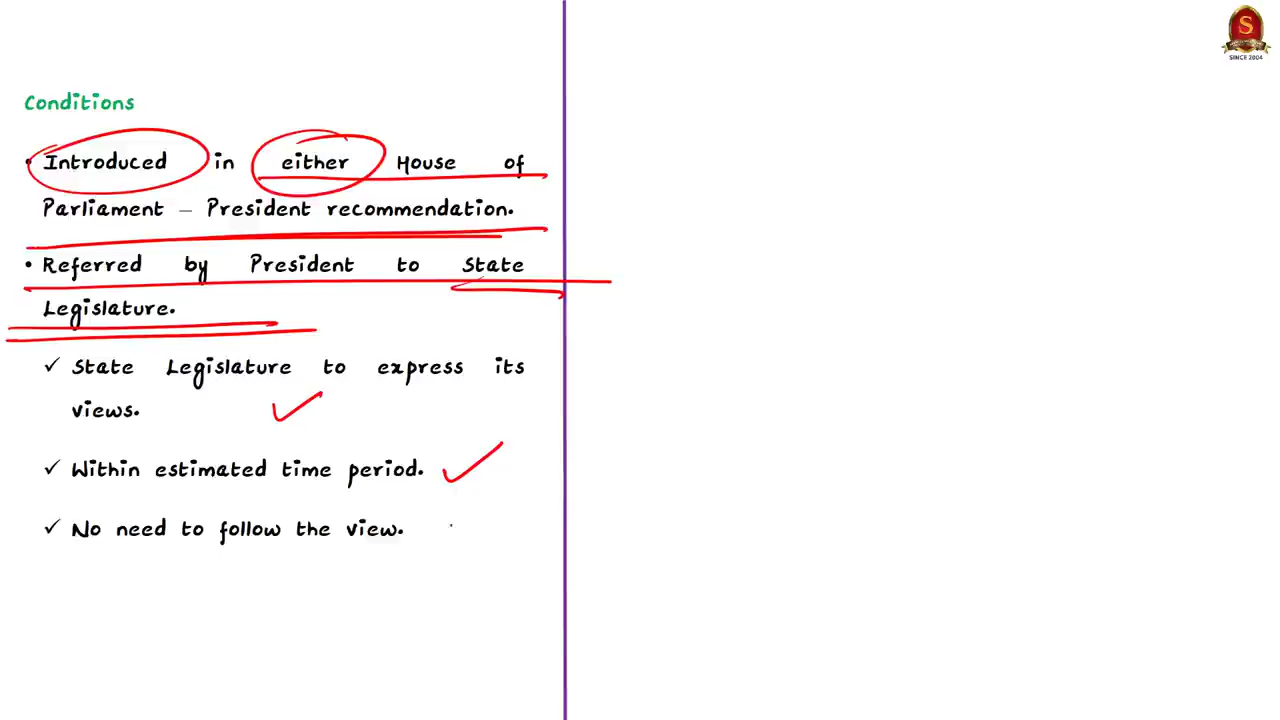 Conditions
• Introduced in either House of
Parliament – President recommendation.
• Referred by President to State
Legislature.
✓ State Legislature to express its
views.
✓ Within estimated time period.
✓ No need to follow the view.
S
SINCE 2004